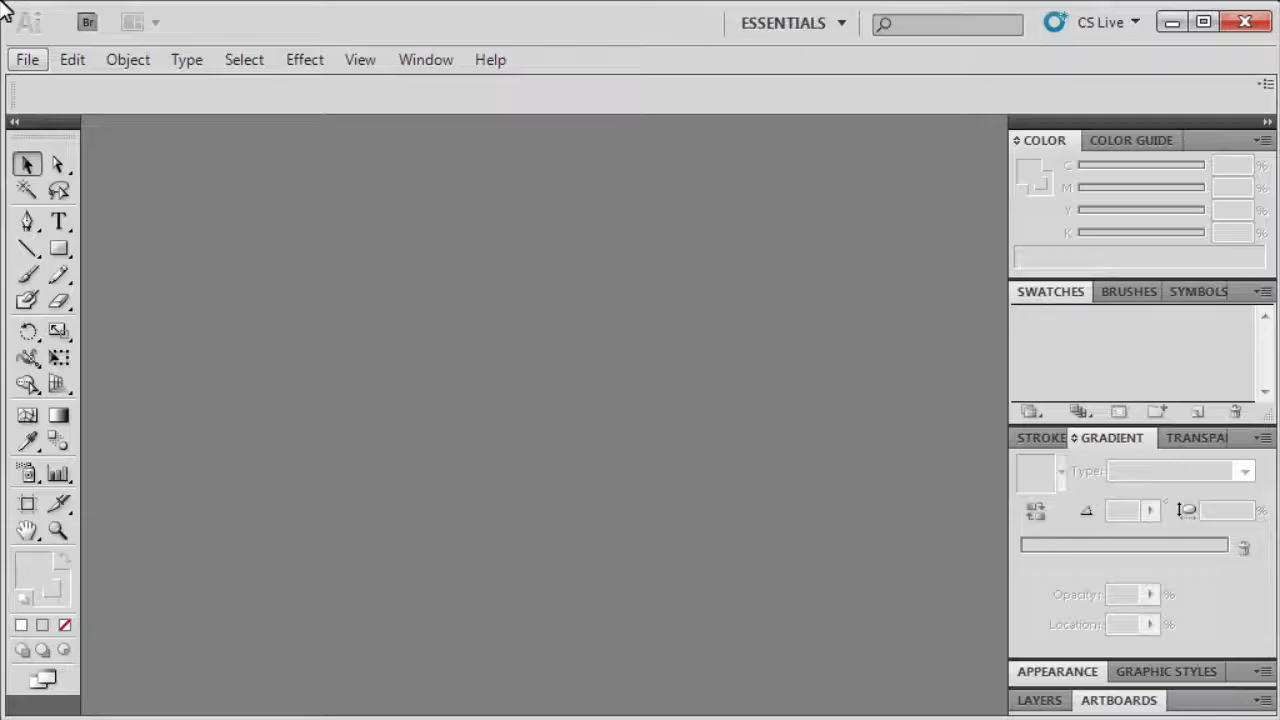 Ai Br ESSENTIALS CS Live
File Edit Object Type Select Effect View Window Help
COLOR COLOR GUIDE
C %
M %
Y %
K %
SWATCHES BRUSHES SYMBOLS
STROKE GRADIENT TRANSPA
Type:
° %
Opacity: %
Location: %
APPEARANCE GRAPHIC STYLES
LAYERS ARTBOARDS